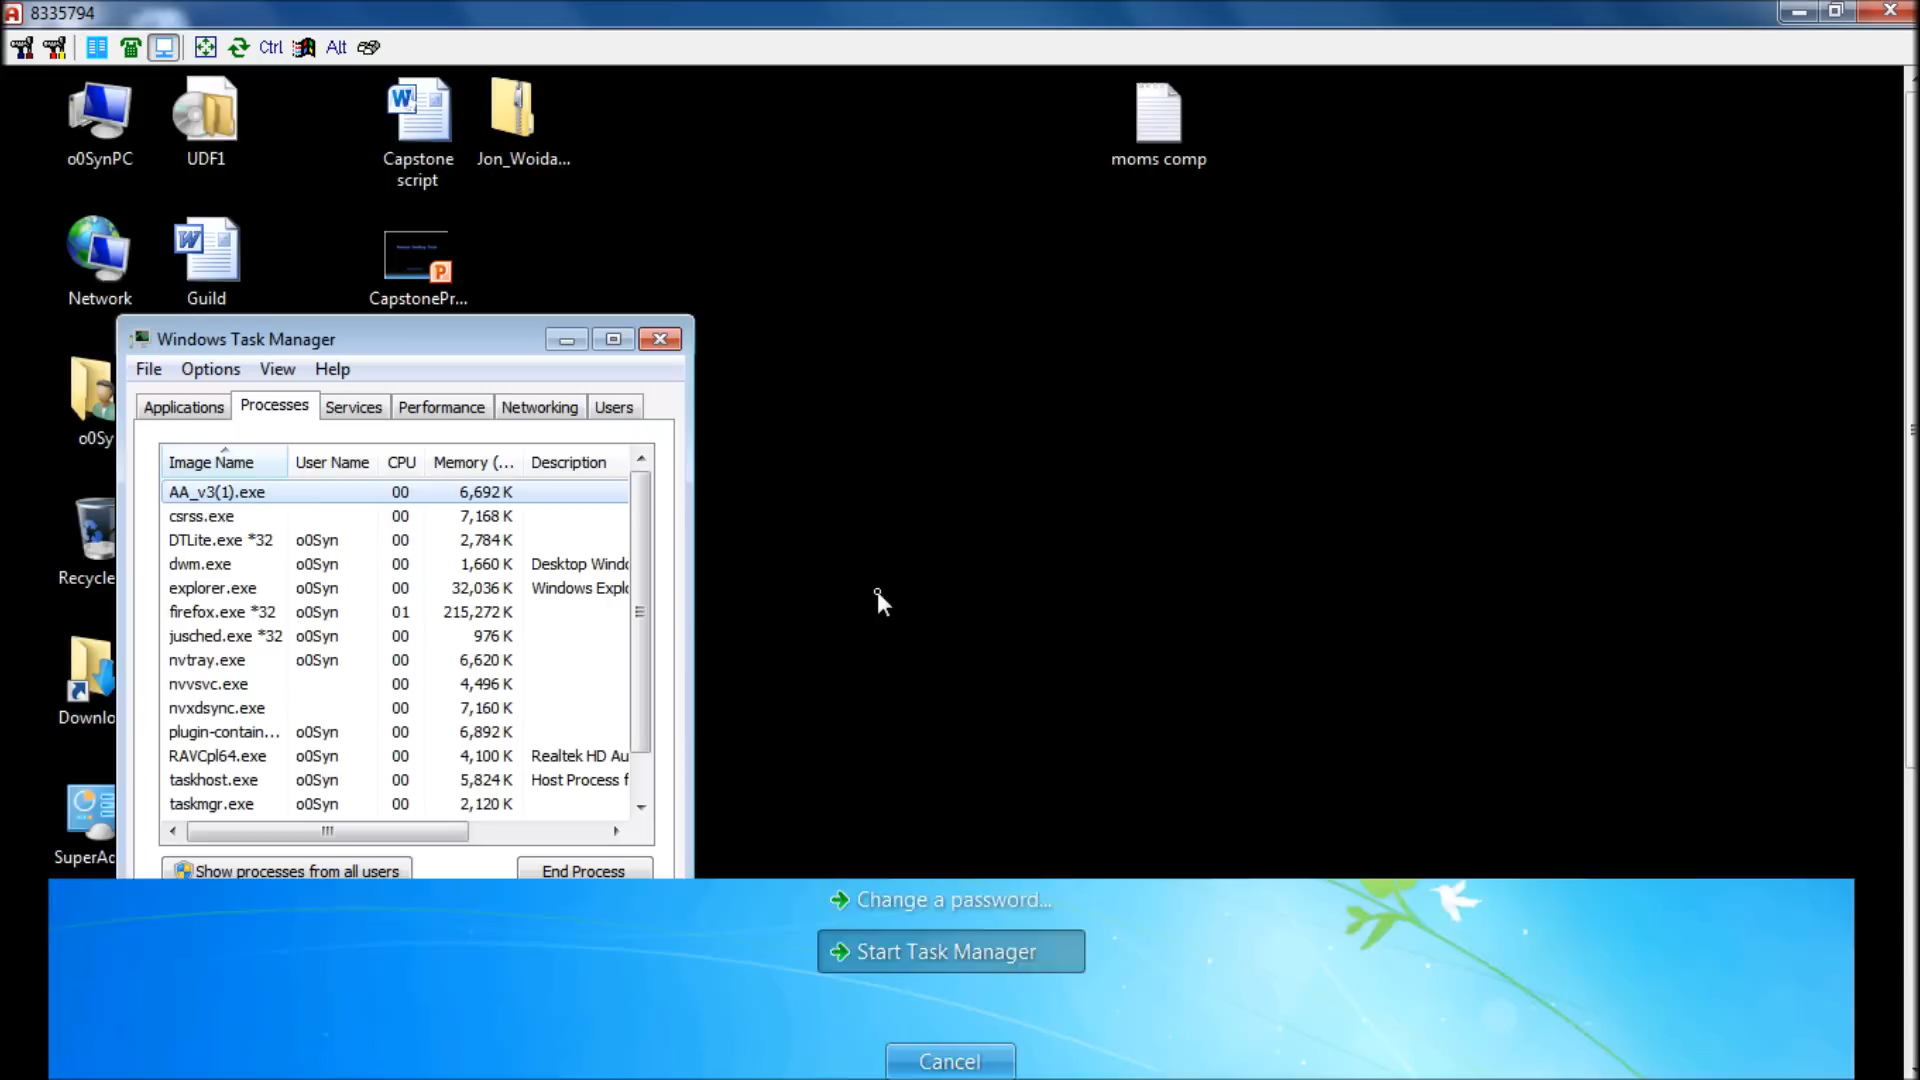 8335794
Ctrl Alt
o0SynPC
UDF1
Capstone
script
Jon_Woida...
moms comp
Network
Guild
CapstonePr...
o0Sy
Recycle
Downlo
SuperAc
Windows Task Manager
File Options View Help
Applications Processes Services Performance Networking Users
Image Name User Name CPU Memory (... Description
AA_v3(1).exe 00 6,692 K
csrss.exe 00 7,168 K
DTLite.exe *32 o0Syn 00 2,784 K
dwm.exe o0Syn 00 1,660 K Desktop Windo
explorer.exe o0Syn 00 32,036 K Windows Explo
firefox.exe *32 o0Syn 01 215,272 K
jusched.exe *32 o0Syn 00 976 K
nvtray.exe o0Syn 00 6,620 K
nvvsvc.exe 00 4,496 K
nvxdsync.exe 00 7,160 K
plugin-contain... o0Syn 00 6,892 K
RAVCpl64.exe o0Syn 00 4,100 K Realtek HD Au
taskhost.exe o0Syn 00 5,824 K Host Process f
taskmgr.exe o0Syn 00 2,120 K
Show processes from all users End Process
Change a password...
Start Task Manager
Cancel